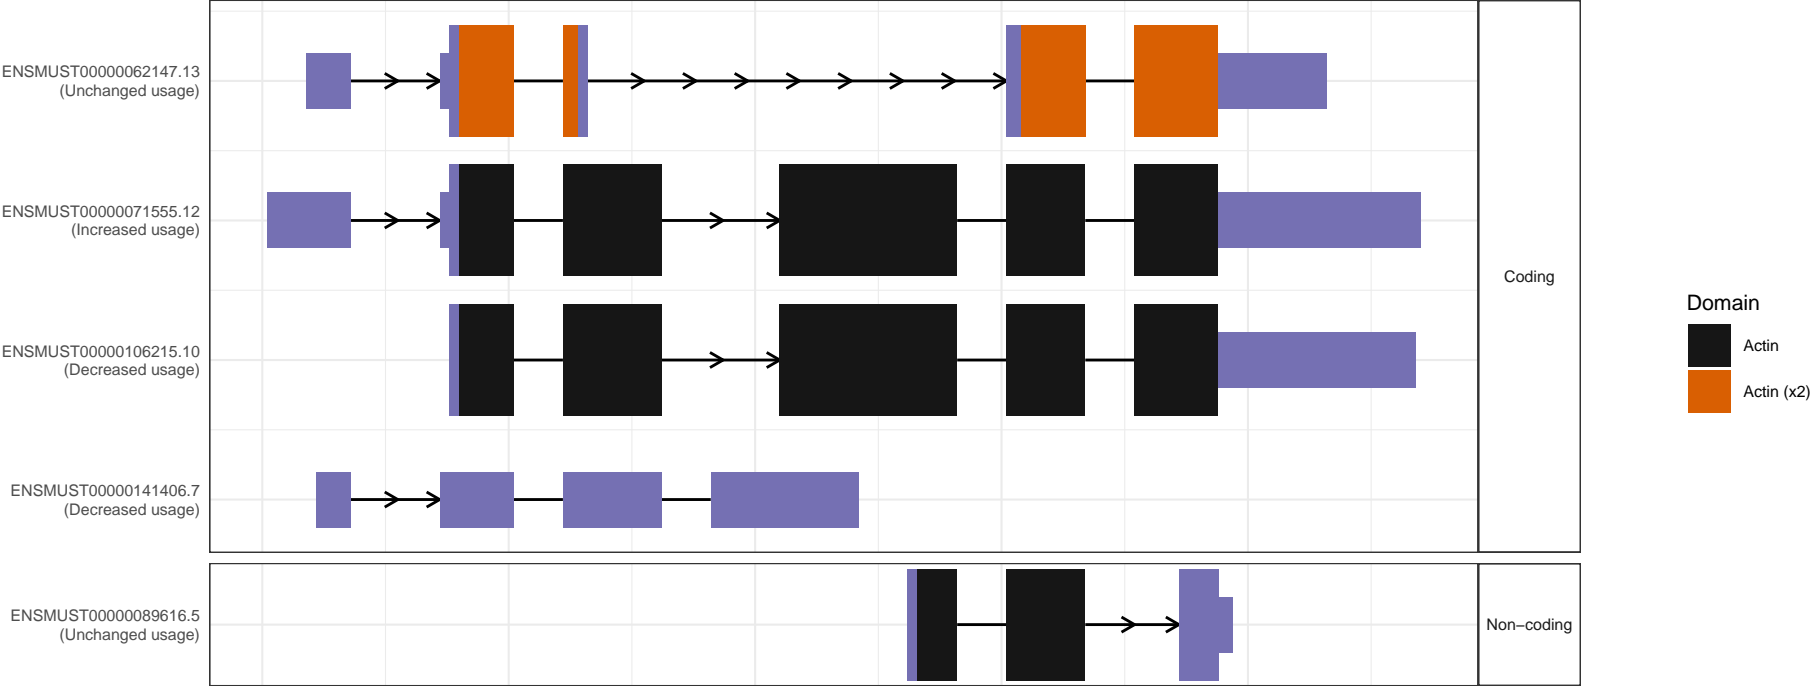 ENSMUST00000062147.13
(Unchanged usage)
ENSMUST00000071555.12
(Increased usage)
ENSMUST00000106215.10
(Decreased usage)
ENSMUST00000141406.7
(Decreased usage)
Coding
ENSMUST00000089616.5
(Unchanged usage)
Non−coding
Domain
Actin
Actin (x2)